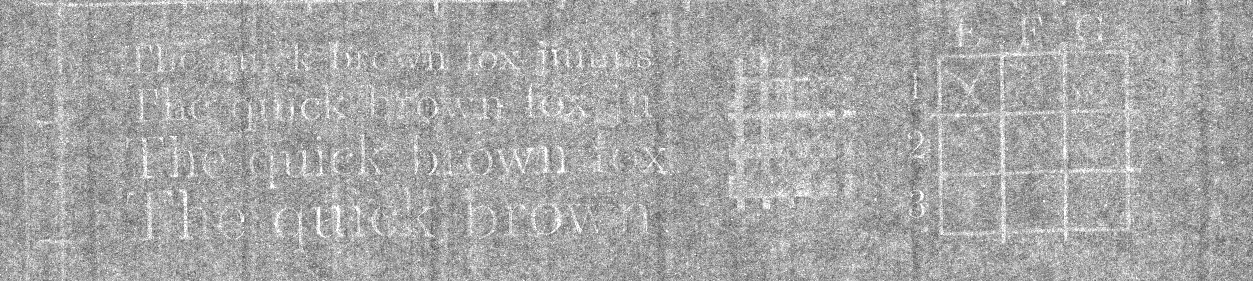 The quick brown fox jumps
The quick brown fox ju
The quick brown fox
The quick brown
E F G
1 X
2
3